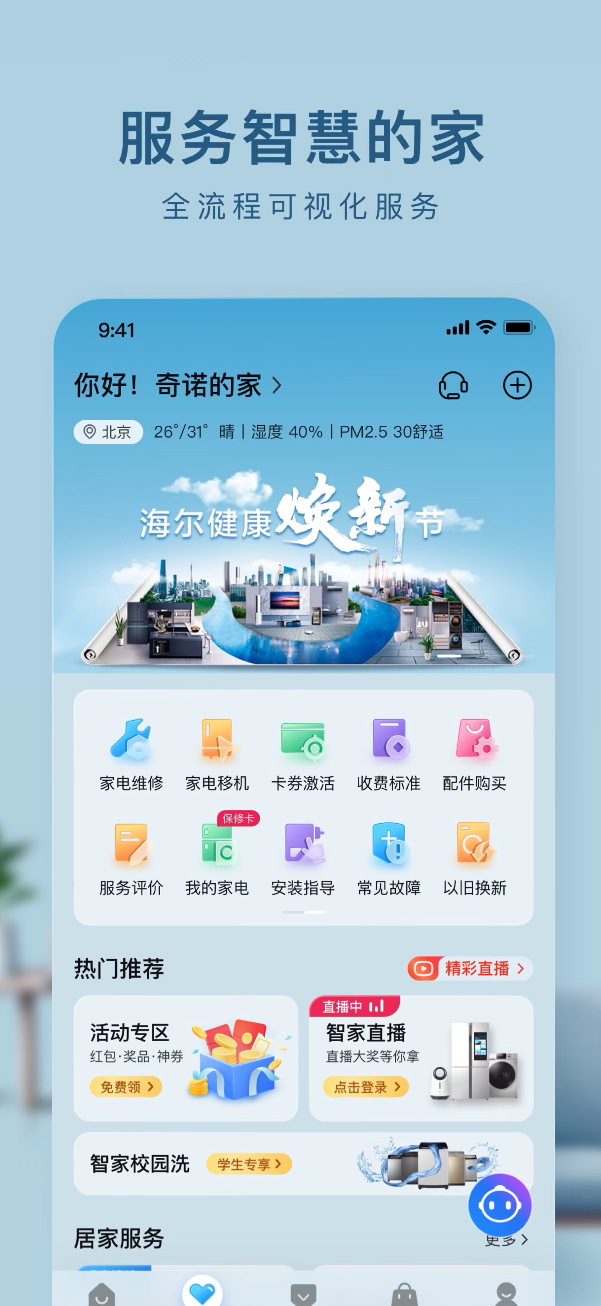 服务智慧的家
全流程可视化服务
9:41
你好！奇诺的家
北京 26°/31° 晴 | 湿度 40% | PM2.5 30舒适
海尔健康焕新节
家电维修 家电移机 卡券激活 收费标准 配件购买
保修卡
服务评价 我的家电 安装指导 常见故障 以旧换新
热门推荐 精彩直播
直播中
活动专区 智家直播
红包·奖品·神券 直播大奖等你拿
免费领 点击登录
智家校园洗 学生专享
居家服务 更多